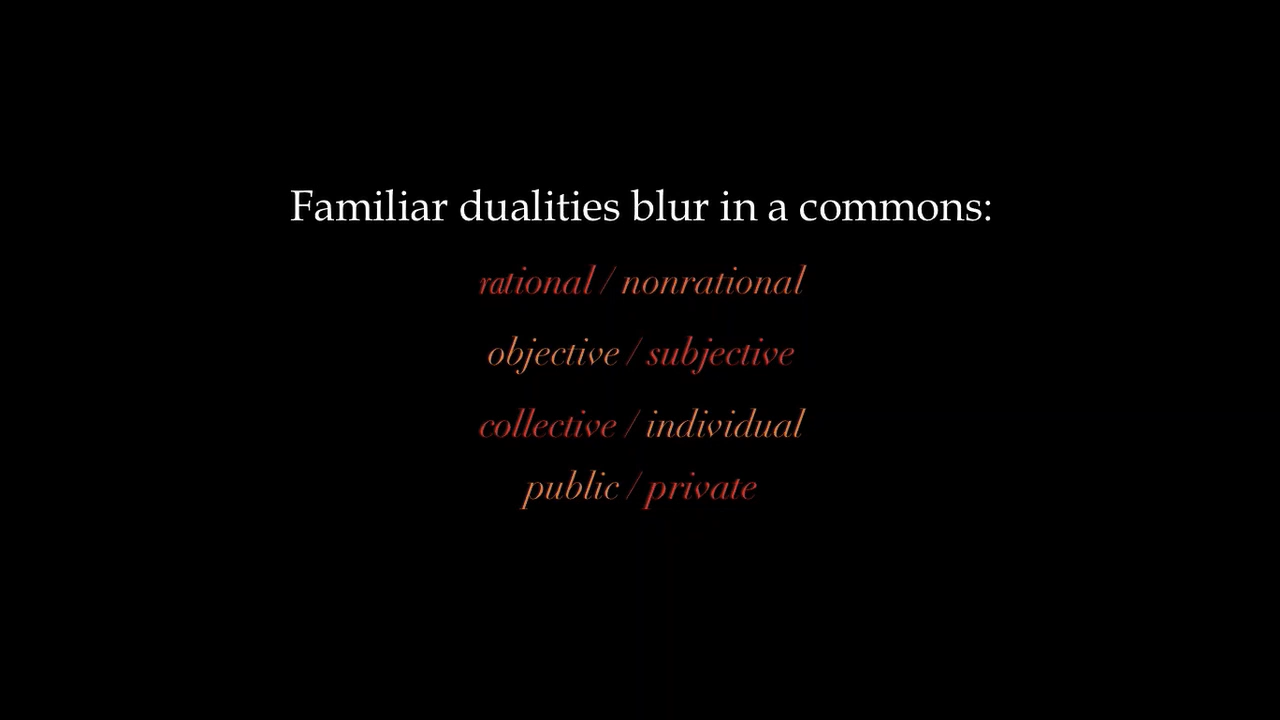 Familiar dualities blur in a commons:
rational / nonrational
objective / subjective
collective / individual
public / private